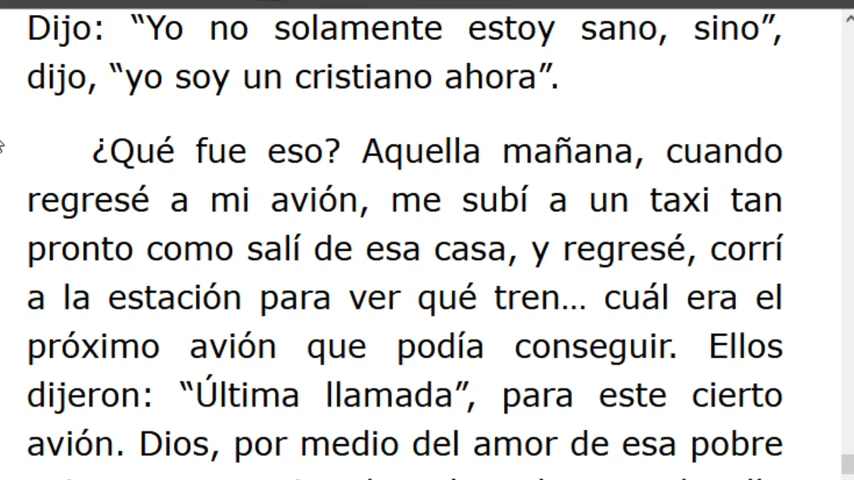 Dijo: “Yo no solamente estoy sano, sino”,
dijo, “yo soy un cristiano ahora”.
¿Qué fue eso? Aquella mañana, cuando
regresé a mi avión, me subí a un taxi tan
pronto como salí de esa casa, y regresé, corrí
a la estación para ver qué tren… cuál era el
próximo avión que podía conseguir. Ellos
dijeron: “Última llamada”, para este cierto
avión. Dios, por medio del amor de esa pobre